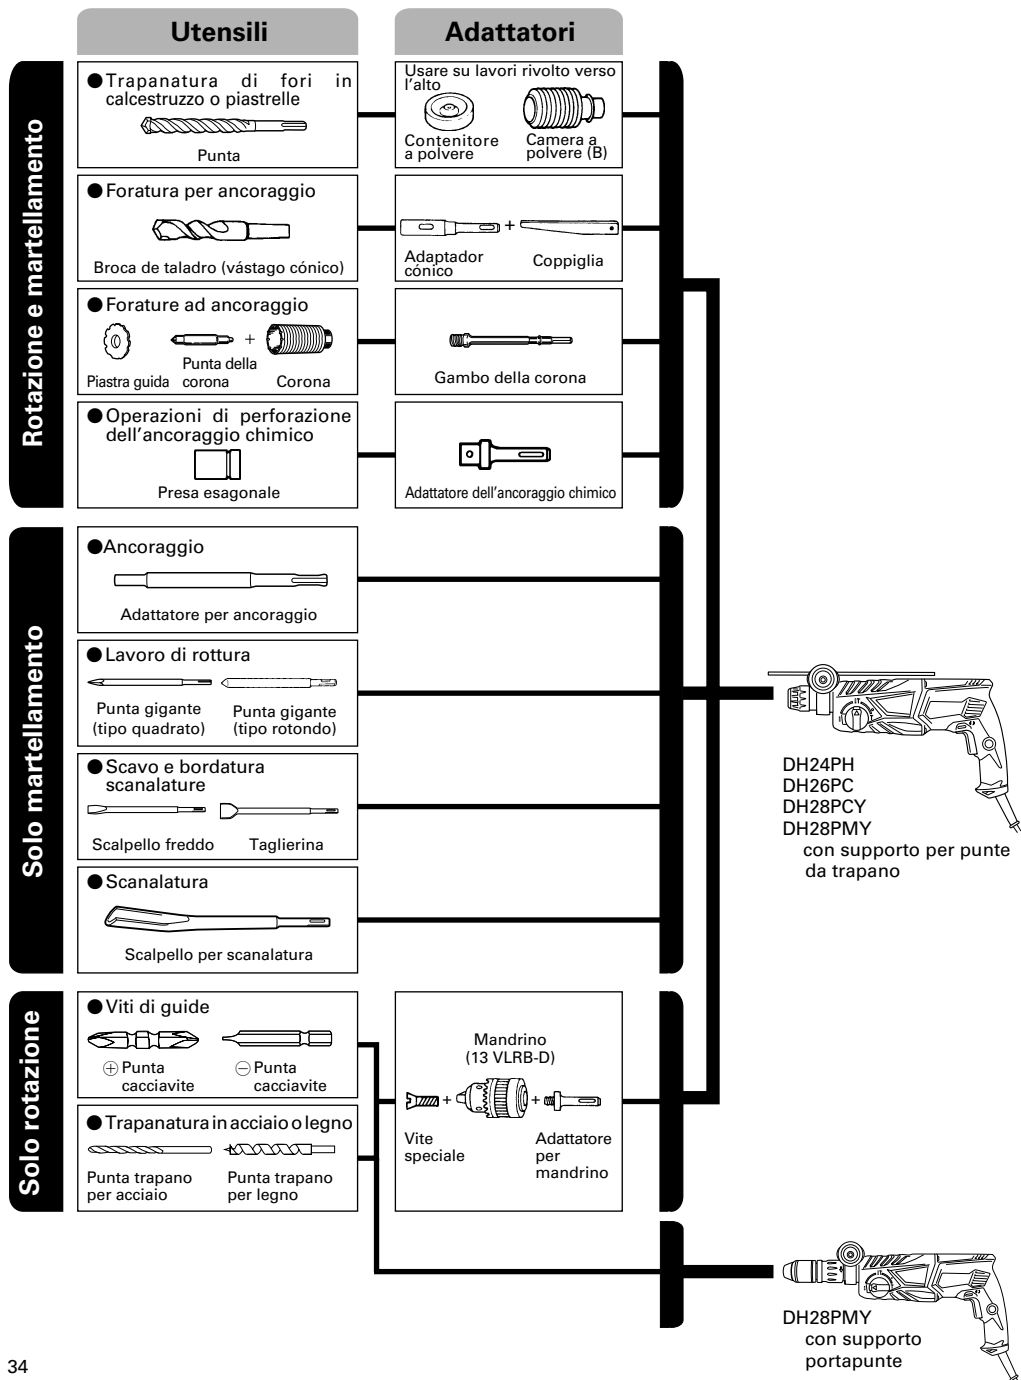 Utensili
Adattatori
Rotazione e martellamento
●Trapanatura di fori in
calcestruzzo o piastrelle
Punta
Usare su lavori rivolto verso
l'alto
Contenitore
a polvere
Camera a
polvere (B)
●Foratura per ancoraggio
Broca de taladro (vástago cónico)
+
Adaptador
cónico
Coppiglia
●Forature ad ancoraggio
+
Piastra guida
Punta della
corona
Corona
Gambo della corona
●Operazioni di perforazione
dell'ancoraggio chimico
Presa esagonale
Adattatore dell'ancoraggio chimico
Solo martellamento
●Ancoraggio
Adattatore per ancoraggio
●Lavoro di rottura
Punta gigante
(tipo quadrato)
Punta gigante
(tipo rotondo)
●Scavo e bordatura
scanalature
Scalpello freddo
Taglierina
●Scanalatura
Scalpello per scanalatura
DH24PH
DH26PC
DH28PCY
DH28PMY
con supporto per punte
da trapano
Solo rotazione
●Viti di guide
⊕ Punta
cacciavite
⊖ Punta
cacciavite
●Trapanatura in acciaio o legno
Punta trapano
per acciaio
Punta trapano
per legno
Mandrino
(13 VLRB-D)
+
+
Vite
speciale
Adattatore
per
mandrino
DH28PMY
con supporto
portapunte
34